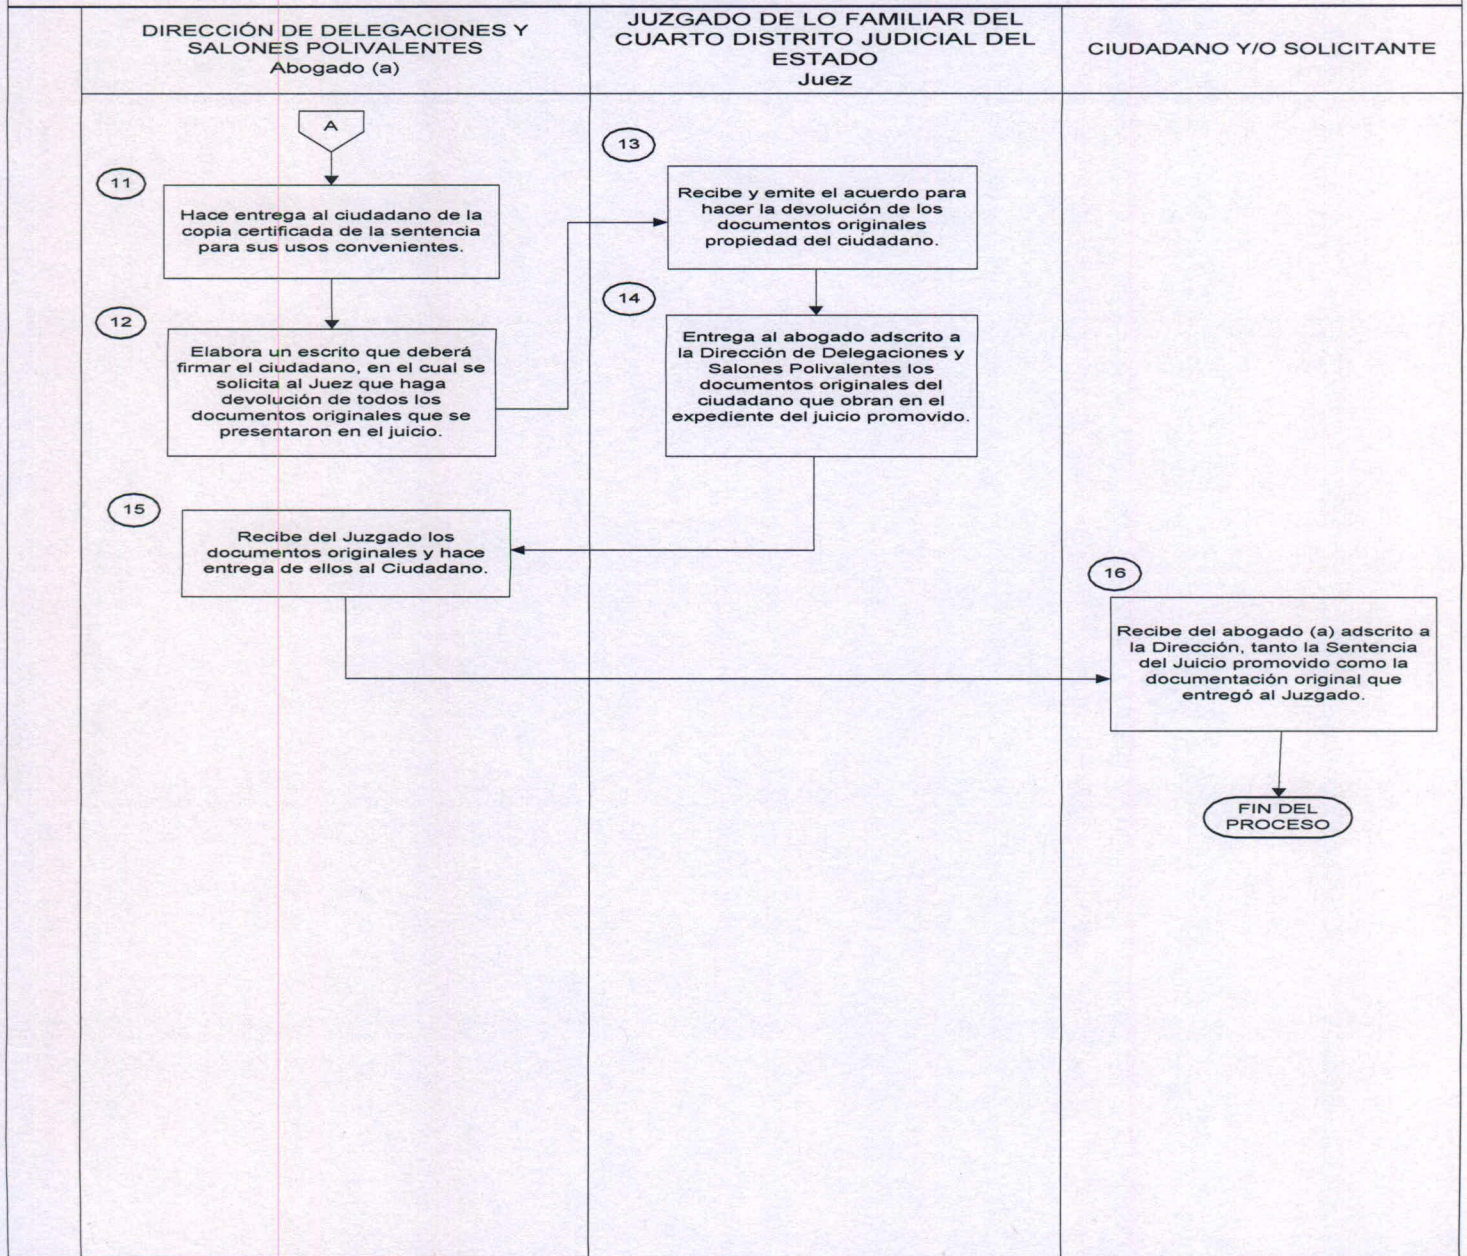 DIRECCIÓN DE DELEGACIONES Y
SALONES POLIVALENTES
Abogado (a)
JUZGADO DE LO FAMILIAR DEL
CUARTO DISTRITO JUDICIAL DEL
ESTADO
Juez
CIUDADANO Y/O SOLICITANTE
A
11
Hace entrega al ciudadano de la
copia certificada de la sentencia
para sus usos convenientes.
12
Elabora un escrito que deberá
firmar el ciudadano, en el cual se
solicita al Juez que haga
devolución de todos los
documentos originales que se
presentaron en el juicio.
13
Recibe y emite el acuerdo para
hacer la devolución de los
documentos originales
propiedad del ciudadano.
14
Entrega al abogado adscrito a
la Dirección de Delegaciones y
Salones Polivalentes los
documentos originales del
ciudadano que obran en el
expediente del juicio promovido.
15
Recibe del Juzgado los
documentos originales y hace
entrega de ellos al Ciudadano.
16
Recibe del abogado (a) adscrito a
la Dirección, tanto la Sentencia
del Juicio promovido como la
documentación original que
entregó al Juzgado.
FIN DEL
PROCESO